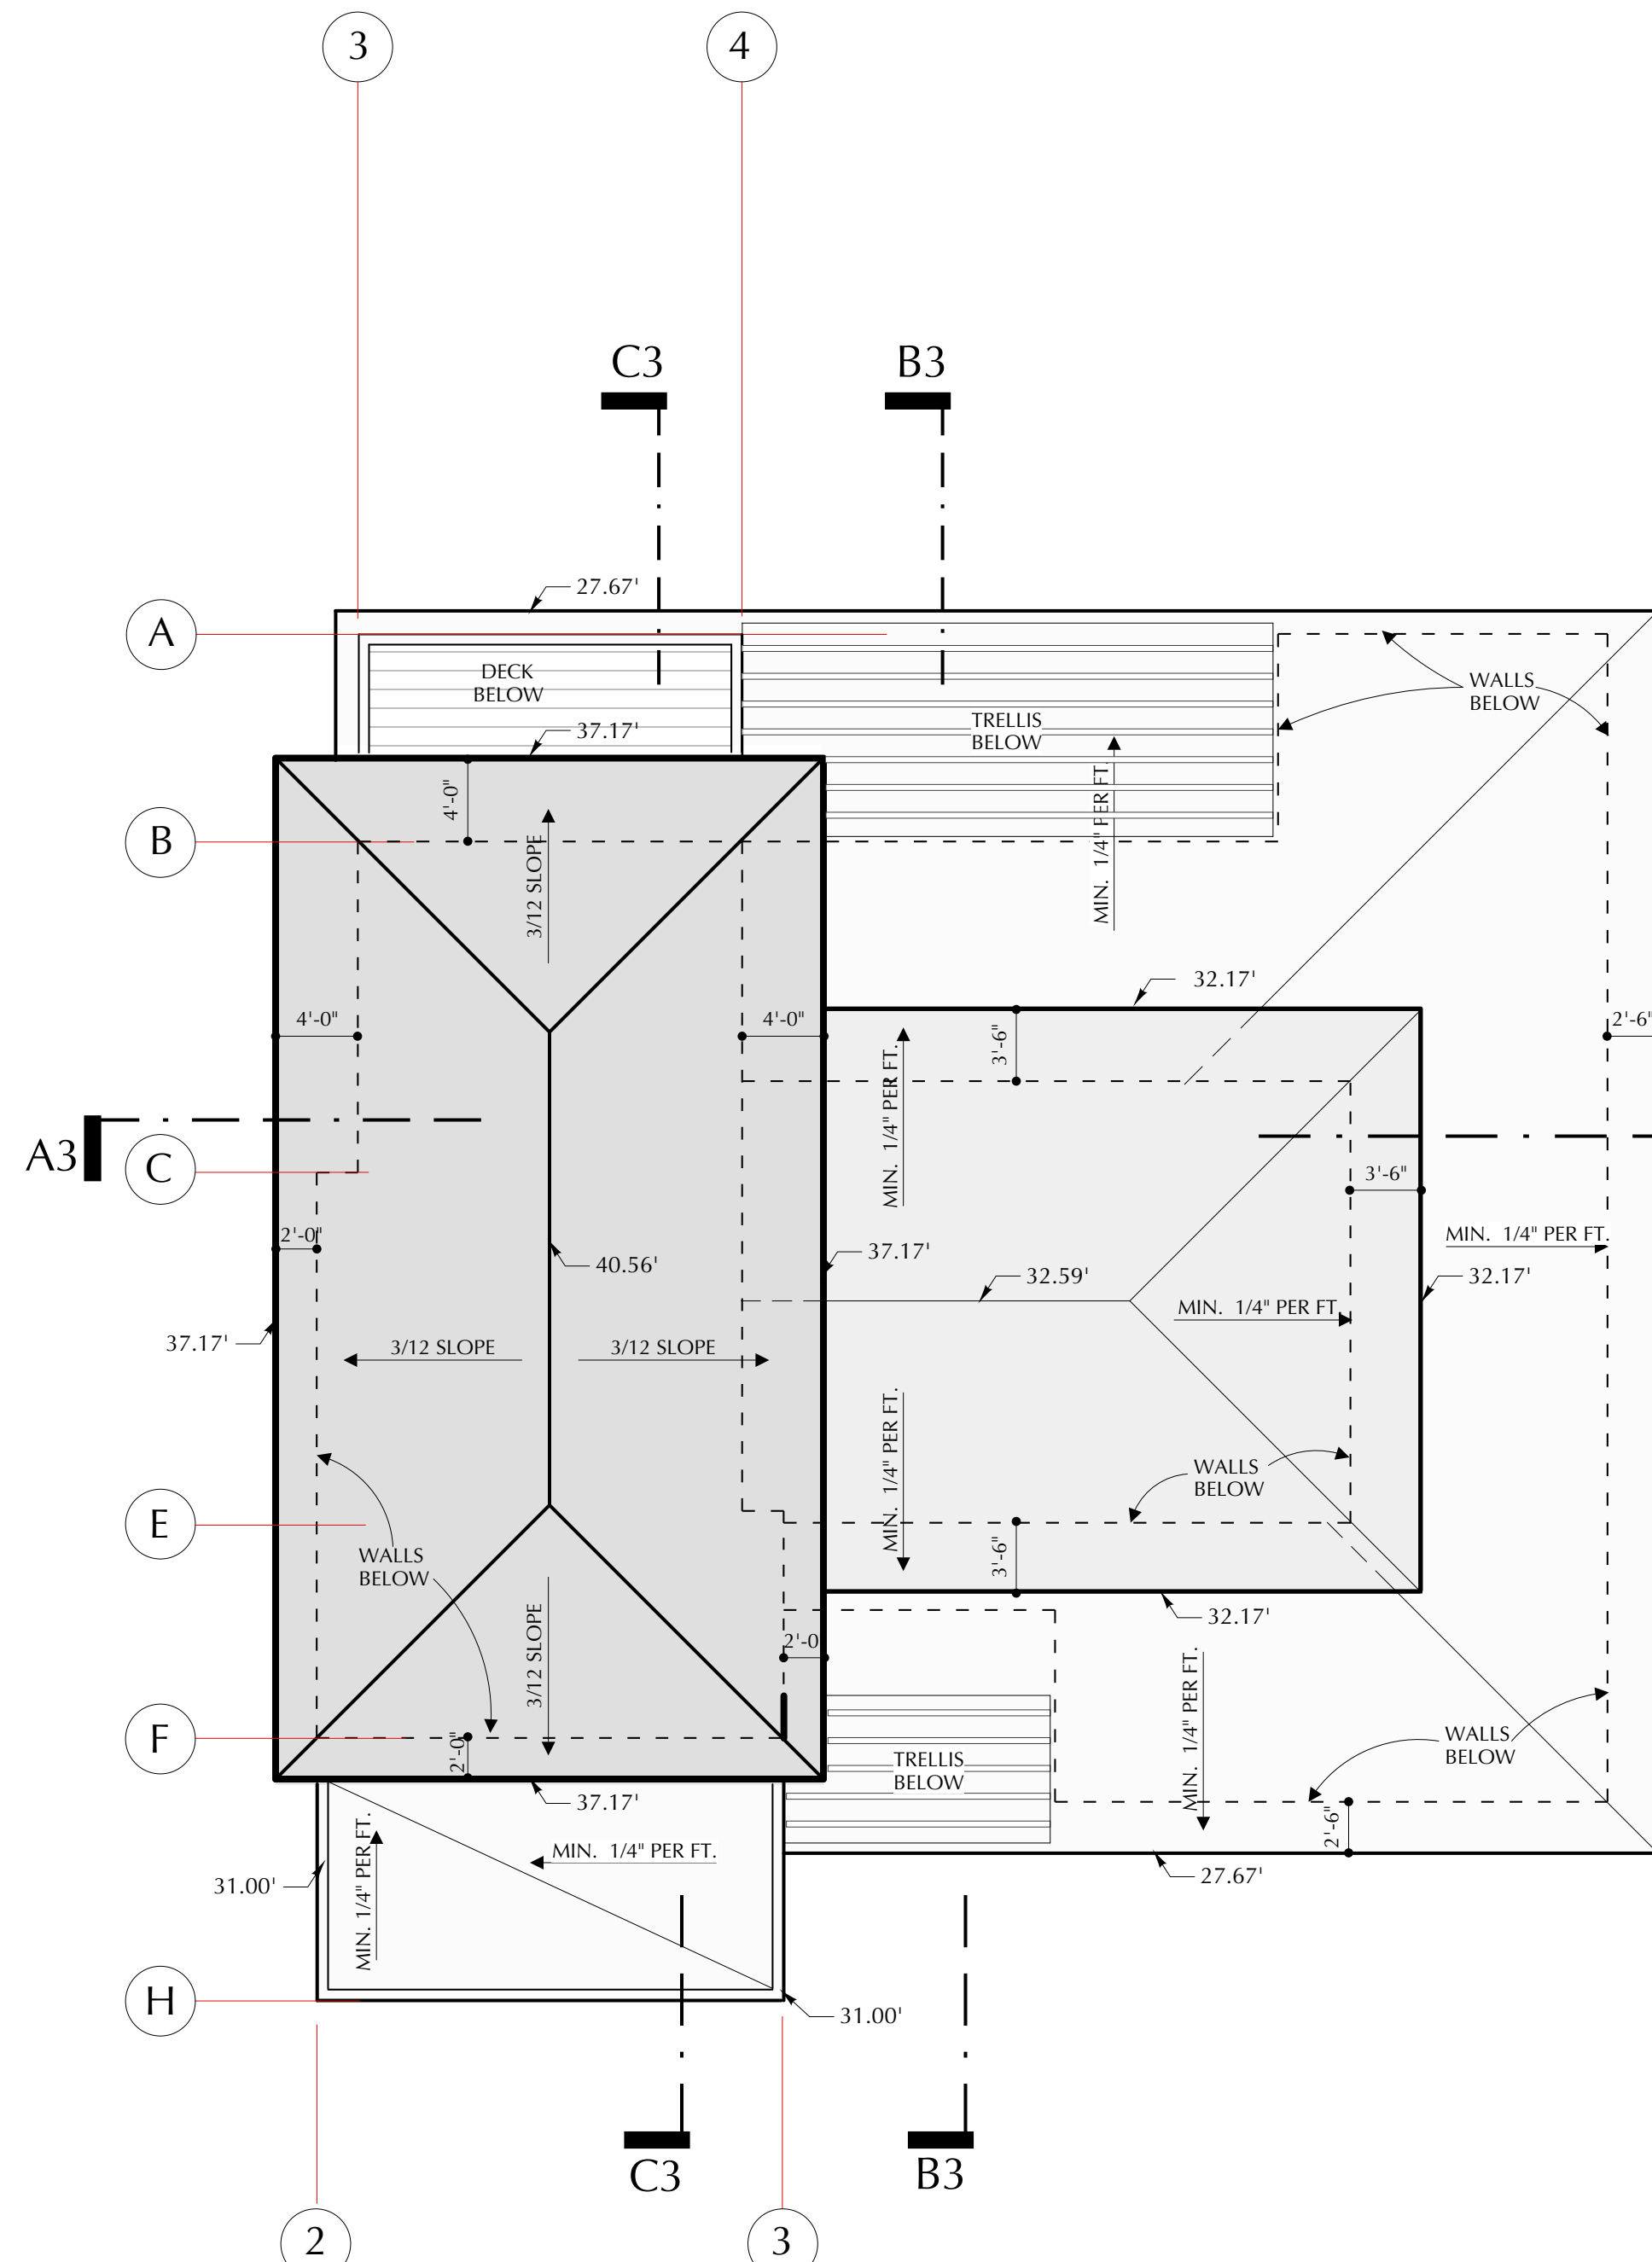 3
4
C3
B3
27.67'
A
DECK
BELOW
WALLS
BELOW
TRELLIS
BELOW
37.17'
4'-0"
MIN. 1/4" PER FT.
B
3/12 SLOPE
32.17'
4'-0"
4'-0"
3'-6"
2'-6"
MIN. 1/4" PER FT.
A3
C
3'-6"
2'-0"
MIN. 1/4" PER FT.
37.17'
40.56'
32.59'
32.17'
MIN. 1/4" PER FT.
37.17'
3/12 SLOPE
3/12 SLOPE
MIN. 1/4" PER FT.
WALLS
BELOW
E
WALLS
BELOW
3'-6"
32.17'
3/12 SLOPE
2'-0
MIN. 1/4" PER FT.
F
2'-0"
WALLS
BELOW
TRELLIS
BELOW
37.17'
2'-6"
MIN. 1/4" PER FT.
MIN. 1/4" PER FT.
27.67'
31.00'
H
31.00'
C3
B3
2
3